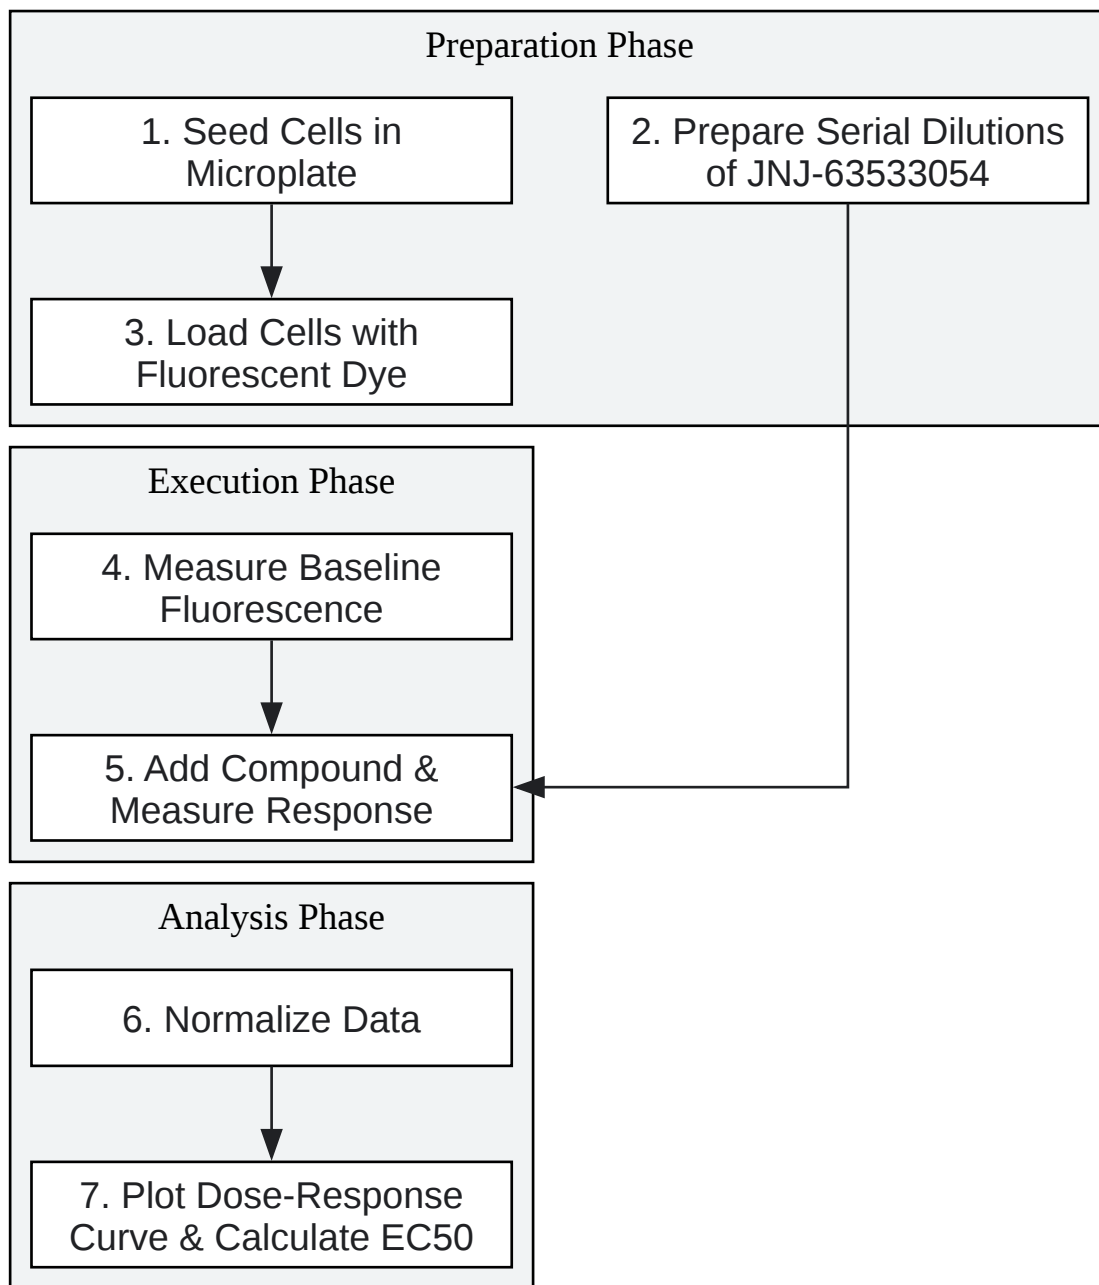 Preparation Phase
1. Seed Cells in
Microplate
2. Prepare Serial Dilutions
of JNJ-63533054
3. Load Cells with
Fluorescent Dye
Execution Phase
4. Measure Baseline
Fluorescence
5. Add Compound &
Measure Response
Analysis Phase
6. Normalize Data
7. Plot Dose-Response
Curve & Calculate EC50